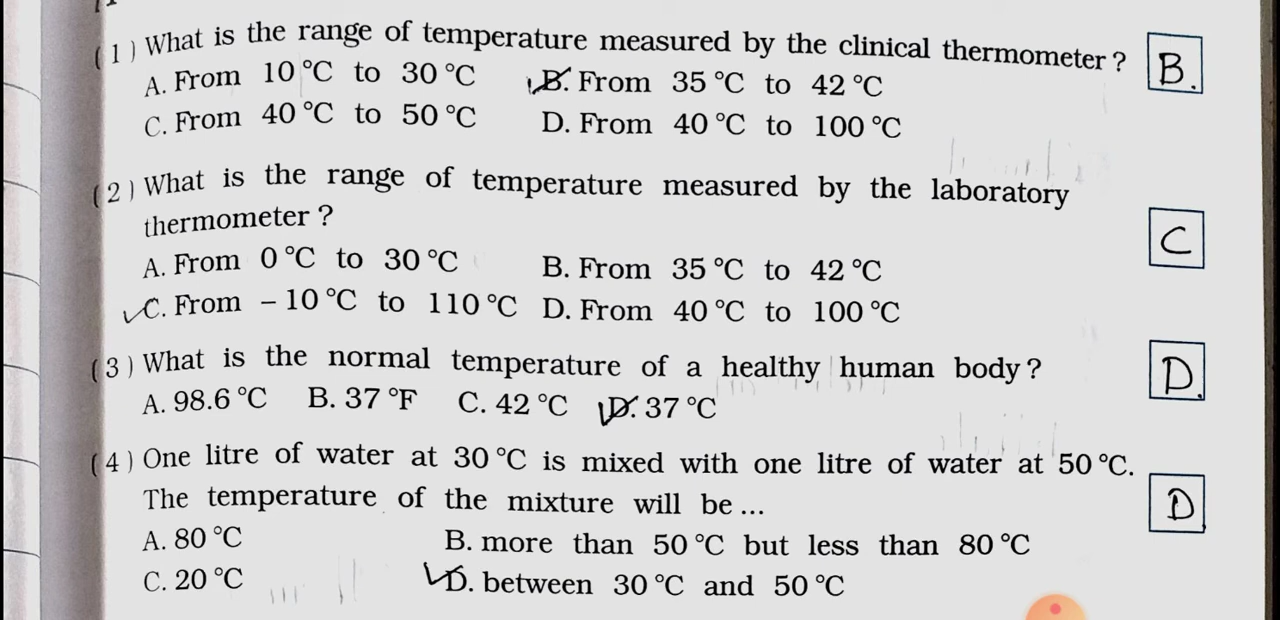 (1) What is the range of temperature measured by the clinical thermometer ? B.
A. From 10 °C to 30 °C B. From 35 °C to 42 °C
C. From 40 °C to 50 °C D. From 40 °C to 100 °C
(2) What is the range of temperature measured by the laboratory
thermometer ? C
A. From 0 °C to 30 °C B. From 35 °C to 42 °C
C. From – 10 °C to 110 °C D. From 40 °C to 100 °C
(3) What is the normal temperature of a healthy human body ? D.
A. 98.6 °C B. 37 °F C. 42 °C D. 37 °C
(4) One litre of water at 30 °C is mixed with one litre of water at 50 °C.
The temperature of the mixture will be ... D
A. 80 °C B. more than 50 °C but less than 80 °C
C. 20 °C D. between 30 °C and 50 °C